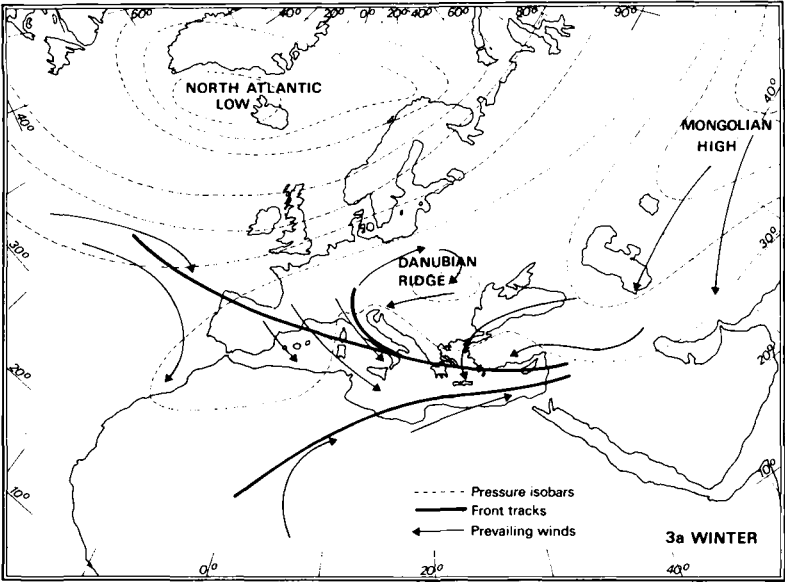 60° 40° 20° 0° 20° 40° 60° 80° 90°
NORTH ATLANTIC
LOW
40°
40°
MONGOLIAN
HIGH
30°
30°
DANUBIAN
RIDGE
20°
20°
10°
10°
Pressure isobars
Front tracks
Prevailing winds
3a WINTER
0° 20° 40°